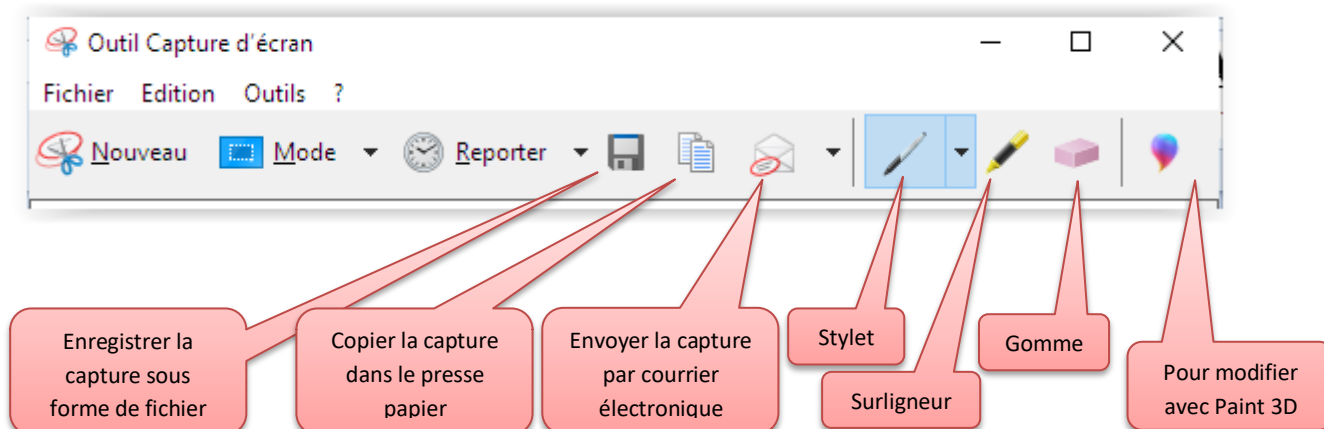 Outil Capture d'écran
Fichier Edition Outils ?
Nouveau Mode Reporter
Enregistrer la
capture sous
forme de fichier
Copier la capture
dans le presse
papier
Envoyer la capture
par courrier
électronique
Stylet
Surligneur
Gomme
Pour modifier
avec Paint 3D